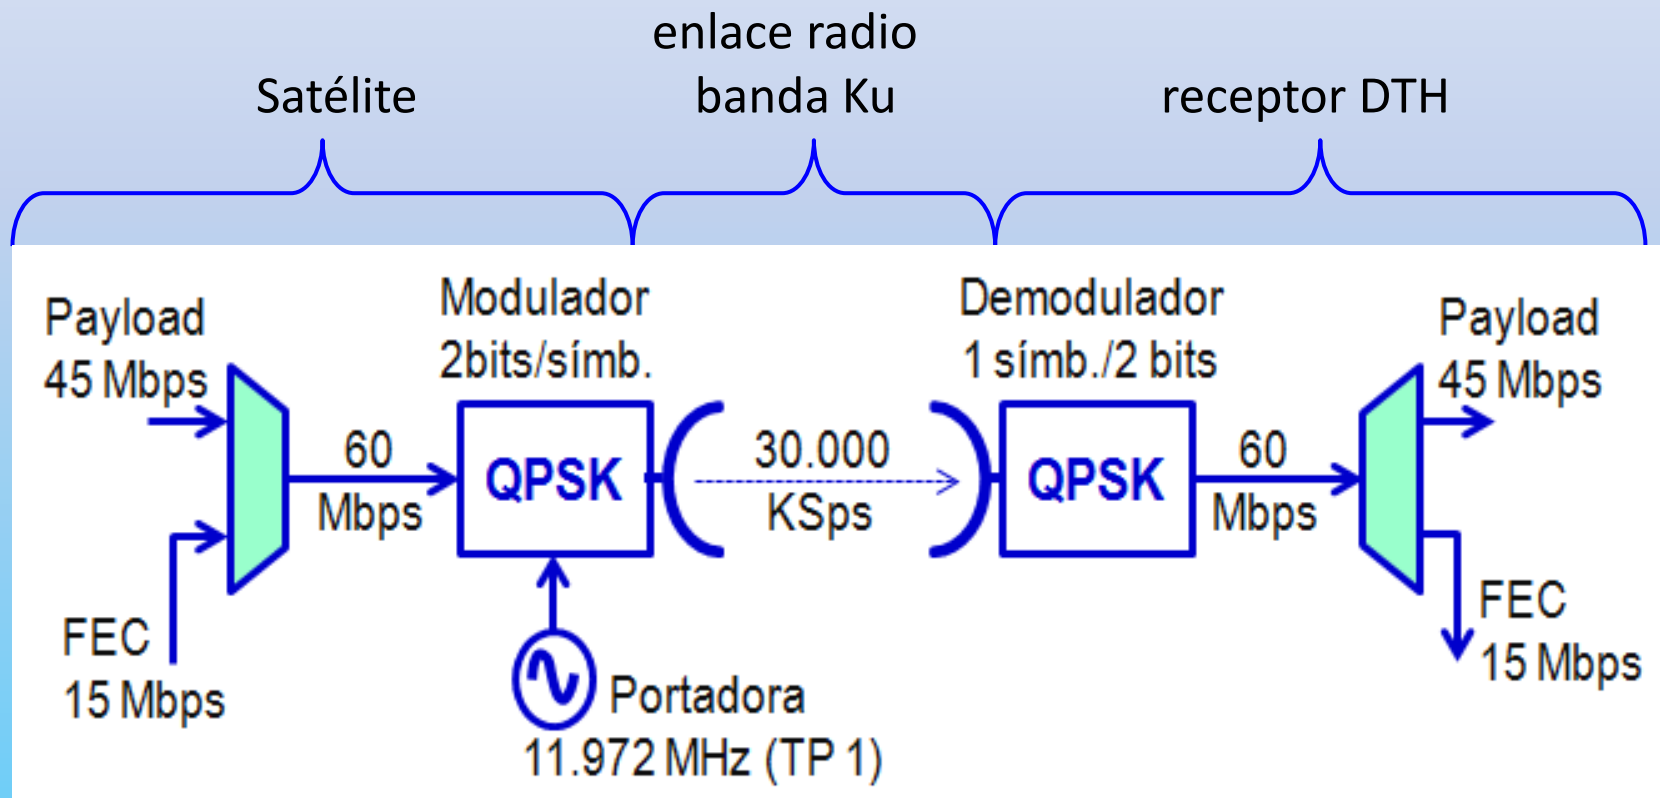 enlace radio
banda Ku
Satélite
receptor DTH
Payload
45 Mbps
FEC
15 Mbps
60
Mbps
Modulador
2bits/símb.
QPSK
Portadora
11.972 MHz (TP 1)
30.000
KSps
Demodulador
1 símb./2 bits
QPSK
60
Mbps
Payload
45 Mbps
FEC
15 Mbps